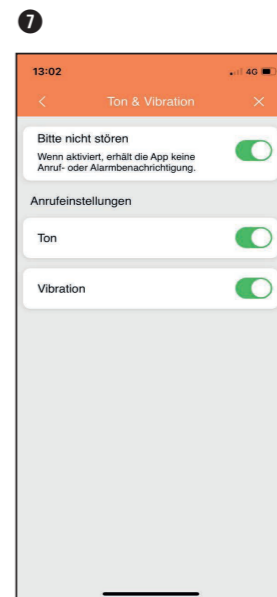 7
13:02
4G
Ton & Vibration
Bitte nicht stören
Wenn aktiviert, erhält die App keine
Anruf- oder Alarmbenachrichtigung.
Anrufeinstellungen
Ton
Vibration